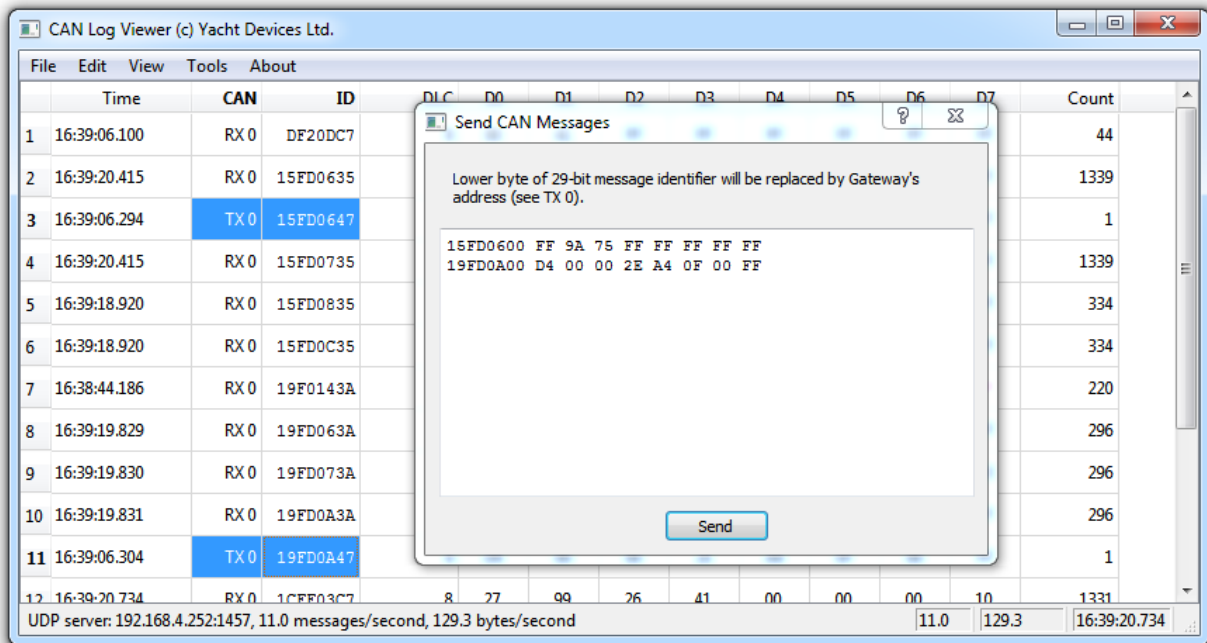 CAN Log Viewer (c) Yacht Devices Ltd.
File Edit View Tools About
Time CAN ID DLC D0 D1 D2 D3 D4 D5 D6 D7 Count
1 16:39:06.100 RX 0 DF20DC7 44
2 16:39:20.415 RX 0 15FD0635 1339
3 16:39:06.294 TX 0 15FD0647 1
4 16:39:20.415 RX 0 15FD0735 1339
5 16:39:18.920 RX 0 15FD0835 334
6 16:39:18.920 RX 0 15FD0C35 334
7 16:38:44.186 RX 0 19F0143A 220
8 16:39:19.829 RX 0 19FD063A 296
9 16:39:19.830 RX 0 19FD073A 296
10 16:39:19.831 RX 0 19FD0A3A 296
11 16:39:06.304 TX 0 19FD0A47 1
12 16:39:20.734 RX 0 1CFF03C7 8 27 99 26 41 00 00 00 10 1331
Send CAN Messages
Lower byte of 29-bit message identifier will be replaced by Gateway's
address (see TX 0).
15FD0600 FF 9A 75 FF FF FF FF FF
19FD0A00 D4 00 00 2E A4 0F 00 FF
Send
UDP server: 192.168.4.252:1457, 11.0 messages/second, 129.3 bytes/second 11.0 129.3 16:39:20.734